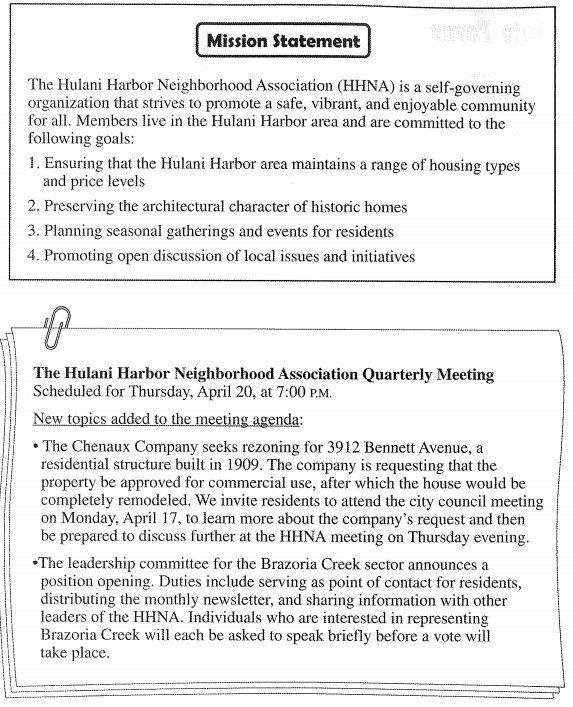 Mission Statement
The Hulani Harbor Neighborhood Association (HHNA) is a self-governing
organization that strives to promote a safe, vibrant, and enjoyable community
for all. Members live in the Hulani Harbor area and are committed to the
following goals:
1. Ensuring that the Hulani Harbor area maintains a range of housing types
and price levels
2. Preserving the architectural character of historic homes
3. Planning seasonal gatherings and events for residents
4. Promoting open discussion of local issues and initiatives
The Hulani Harbor Neighborhood Association Quarterly Meeting
Scheduled for Thursday, April 20, at 7:00 P.M.
New topics added to the meeting agenda:
• The Chenaux Company seeks rezoning for 3912 Bennett Avenue, a
residential structure built in 1909. The company is requesting that the
property be approved for commercial use, after which the house would be
completely remodeled. We invite residents to attend the city council meeting
on Monday, April 17, to learn more about the company's request and then
be prepared to discuss further at the HHNA meeting on Thursday evening.
•The leadership committee for the Brazoria Creek sector announces a
position opening. Duties include serving as point of contact for residents,
distributing the monthly newsletter, and sharing information with other
leaders of the HHNA. Individuals who are interested in representing
Brazoria Creek will each be asked to speak briefly before a vote will
take place.